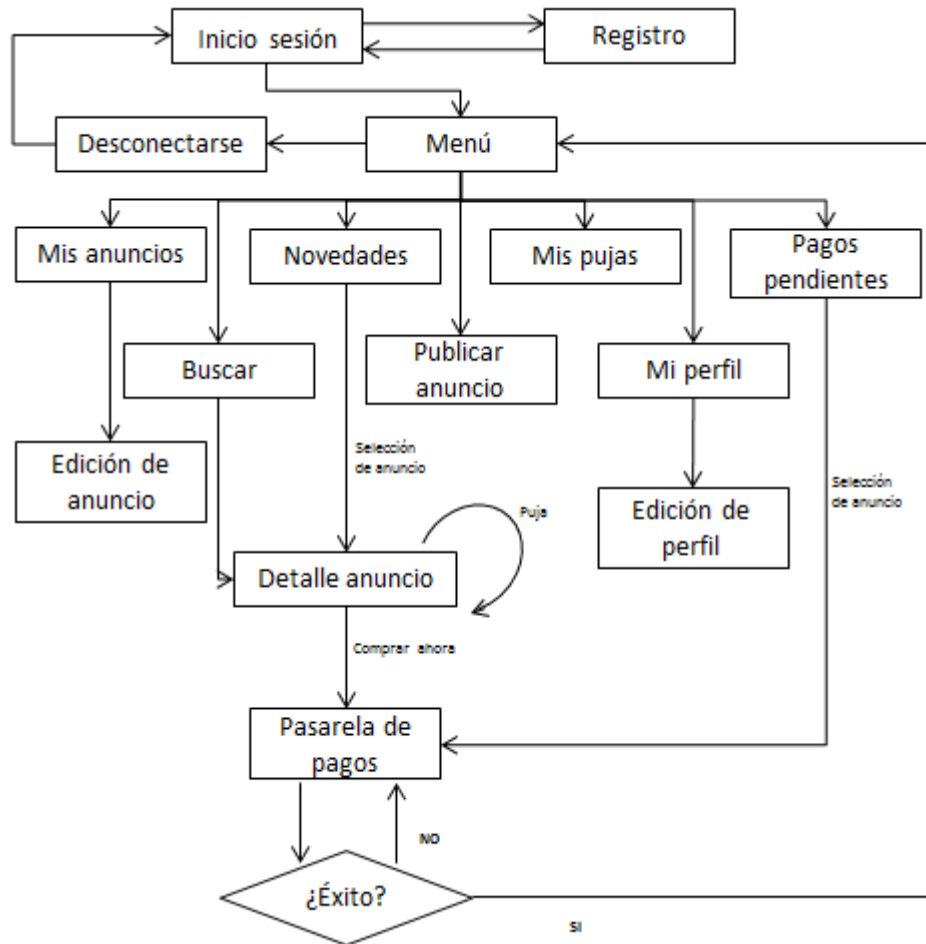 Inicio sesión
Registro
Desconectarse
Menú
Mis anuncios
Novedades
Mis pujas
Pagos
pendientes
Buscar
Publicar
anuncio
Mi perfil
Edición de
anuncio
Selección
de anuncio
Selección
de anuncio
Puja
Edición de
perfil
Detalle anuncio
Comprar ahora
Pasarela de
pagos
NO
¿Éxito?
SI